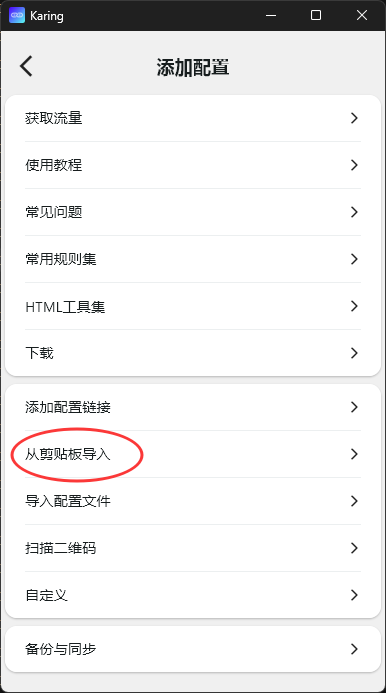 Karing
添加配置
获取流量
使用教程
常见问题
常用规则集
HTML工具集
下载
添加配置链接
从剪贴板导入
导入配置文件
扫描二维码
自定义
备份与同步